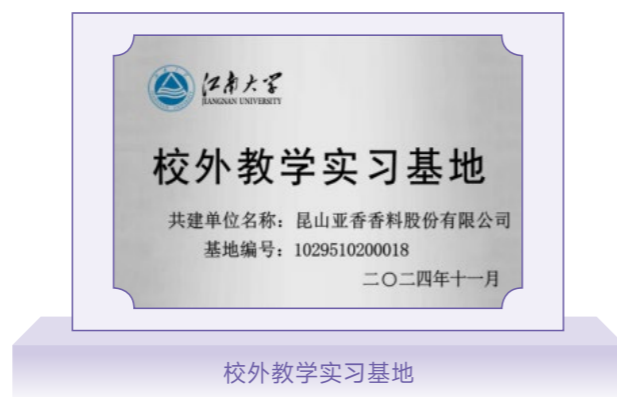 江南大学
JIANGNAN UNIVERSITY
校外教学实习基地
共建单位名称：昆山亚香香料股份有限公司
基地编号：1029510200018
二〇二四年十一月
校外教学实习基地